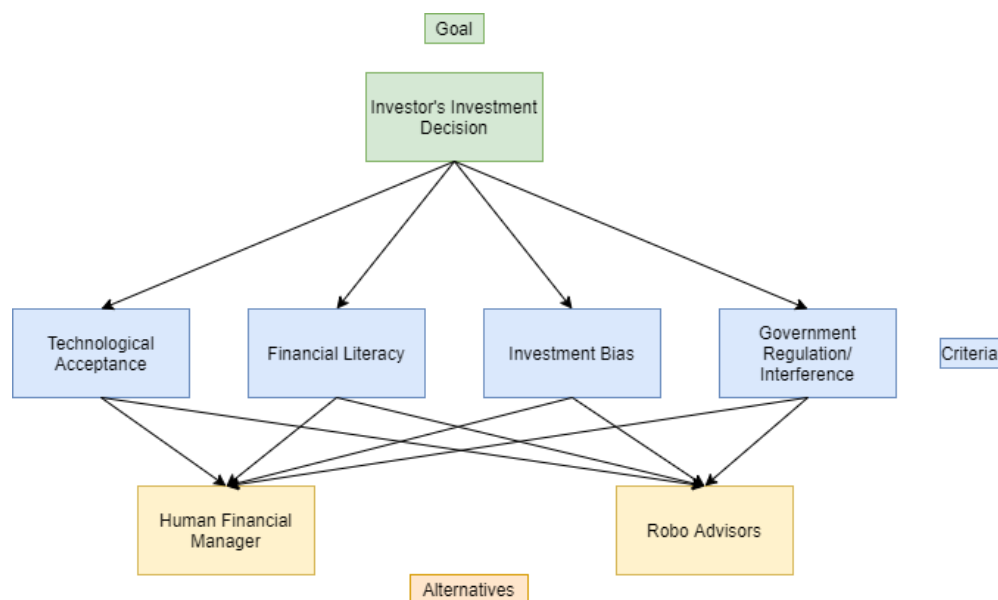 Goal
Investor's Investment
Decision
Technological
Acceptance
Financial Literacy
Investment Bias
Government
Regulation/
Interference
Criteria
Human Financial
Manager
Robo Advisors
Alternatives